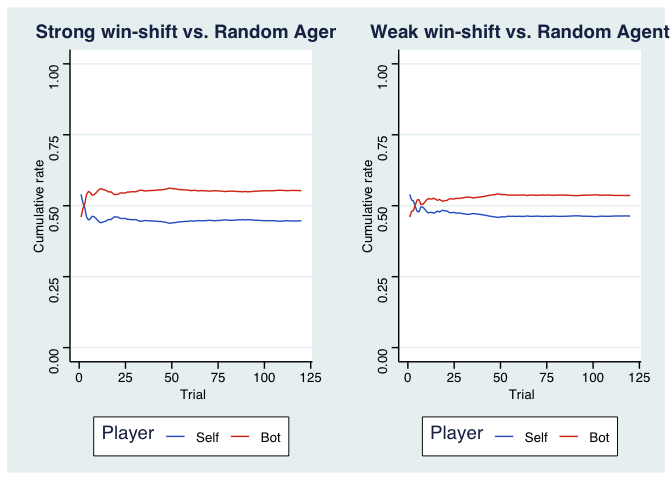 Strong win-shift vs. Random Ager
Cumulative rate
1.00
0.75
0.50
0.25
0.00
0 25 50 75 100 125
Trial
Player Self Bot
Weak win-shift vs. Random Agent
Cumulative rate
1.00
0.75
0.50
0.25
0.00
0 25 50 75 100 125
Trial
Player Self Bot